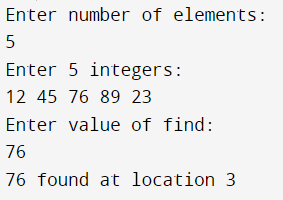 Enter number of elements:
5
Enter 5 integers:
12 45 76 89 23
Enter value of find:
76
76 found at location 3